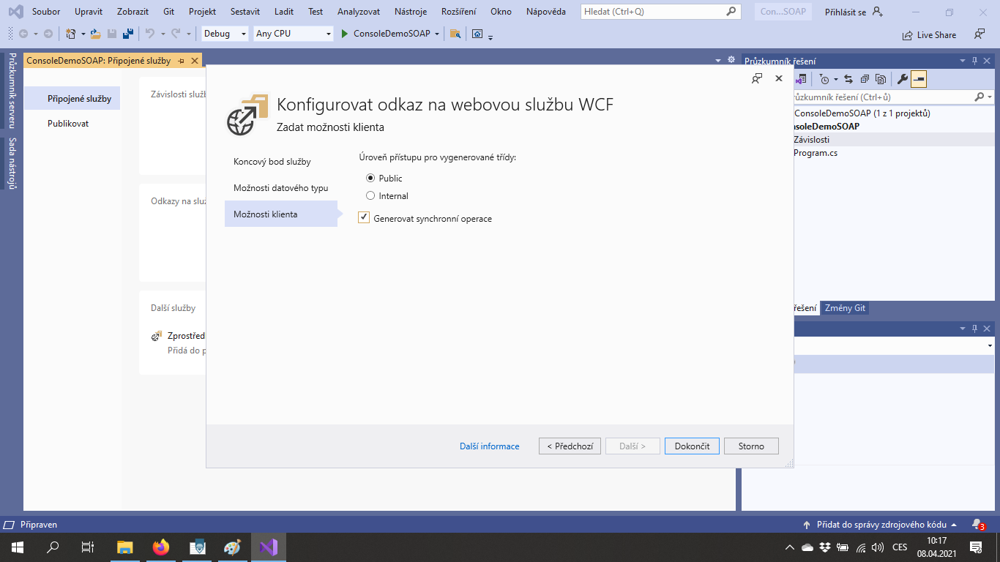 Soubor Upravit Zobrazit Git Projekt Sestavit Ladit Test Analyzovat Nástroje Rozšíření Okno Nápověda Hledat (Ctrl+Q) Con...SOAP Přihlásit se
Debug Any CPU ConsoleDemoSOAP Live Share
Průzkumník serveru
Sada nástrojů
ConsoleDemoSOAP: Připojené služby
Připojené služby
Publikovat
Závislosti služb
Odkazy na služ
Další služby
Zprostřed
Přidá do p
Konfigurovat odkaz na webovou službu WCF
Zadat možnosti klienta
Koncový bod služby
Možnosti datového typu
Možnosti klienta
Úroveň přístupu pro vygenerované třídy:
Public
Internal
Generovat synchronní operace
Další informace < Předchozí Další > Dokončit Storno
Průzkumník řešení
růzkumník řešení (Ctrl+ů)
ConsoleDemoSOAP (1 z 1 projektů)
nsoleDemoSOAP
Závislosti
Program.cs
řešení Změny Git
Připraven Přidat do správy zdrojového kódu 3
CES 10:17
08.04.2021